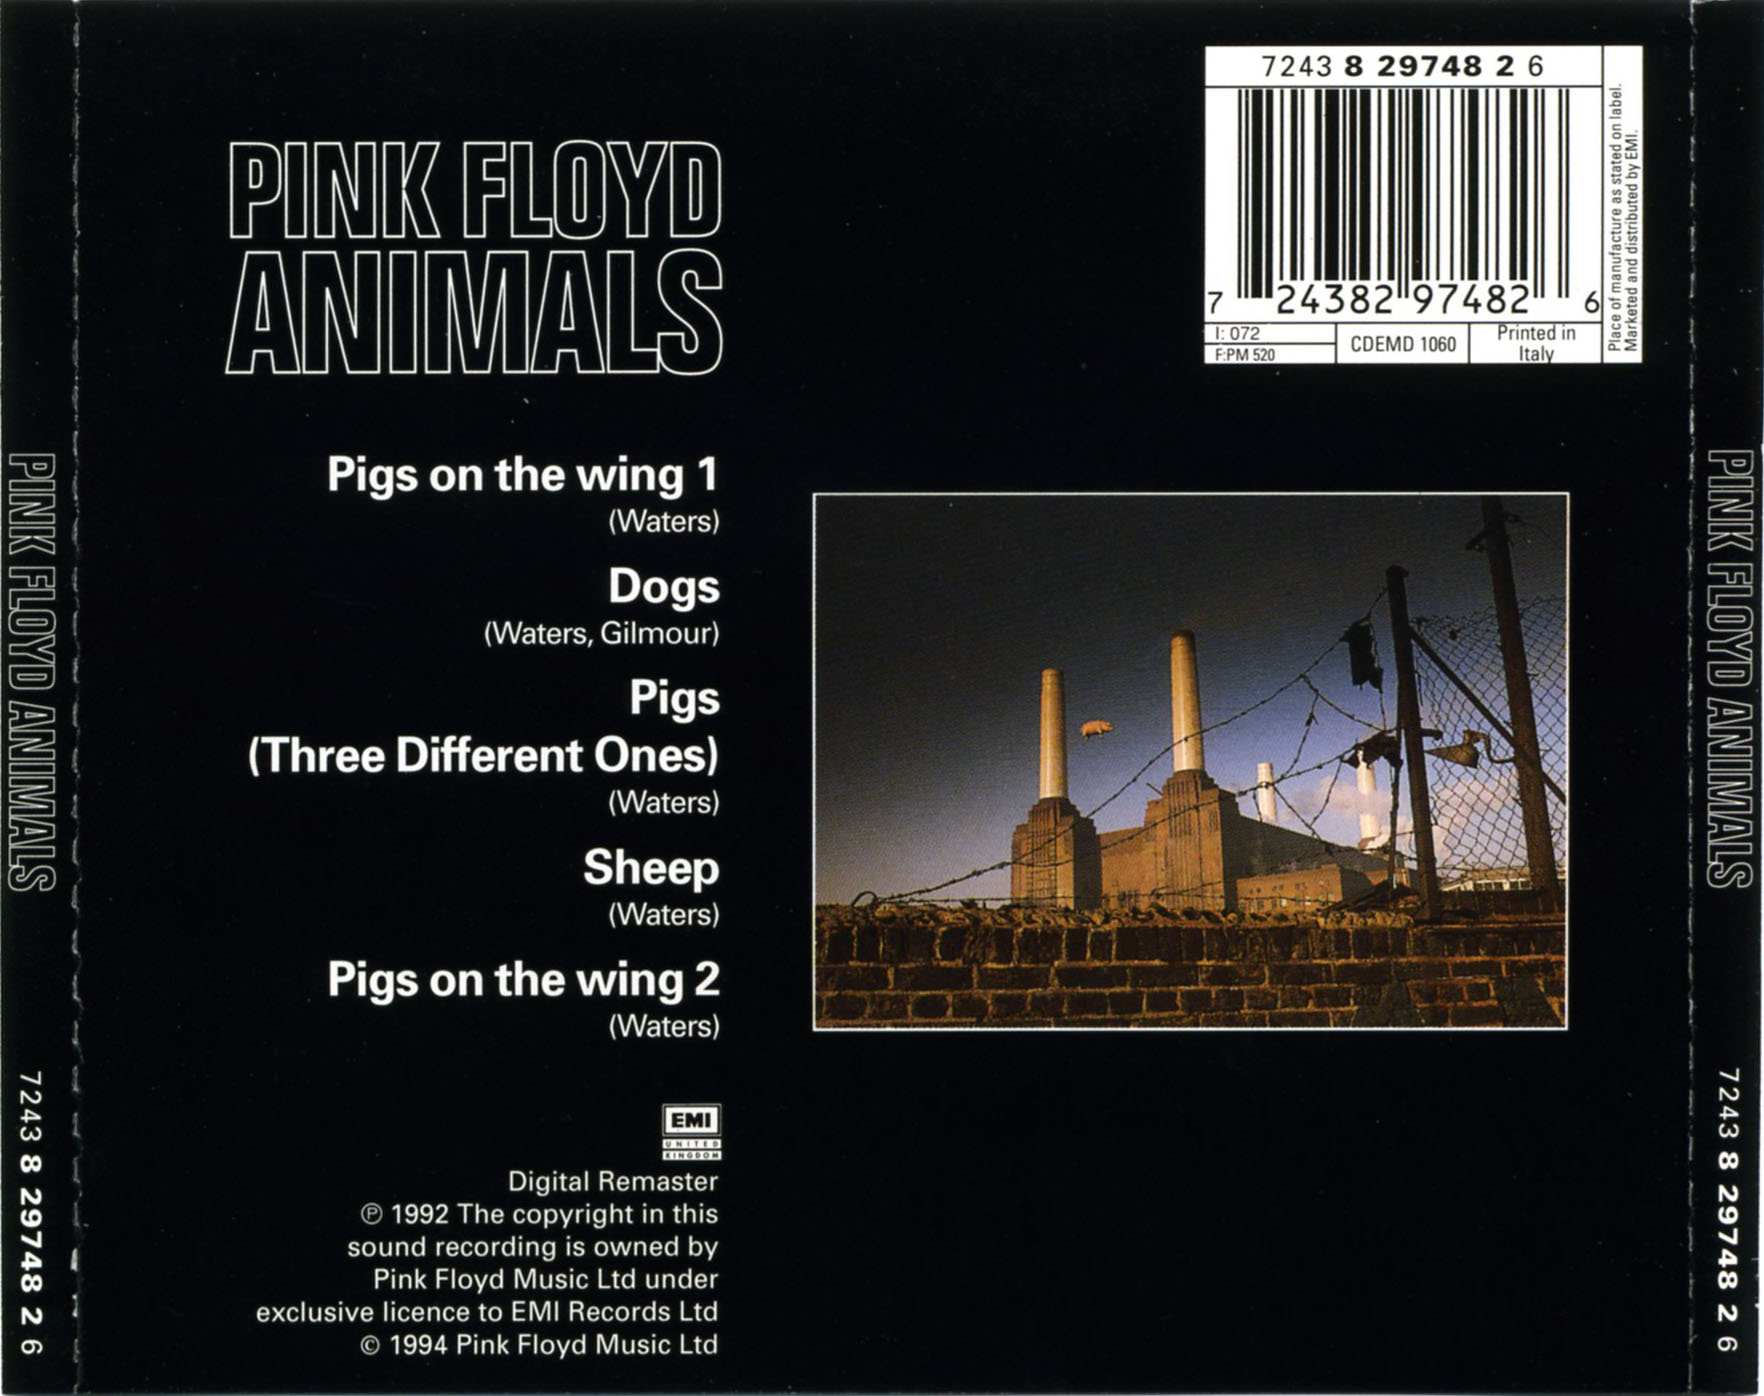 PINK FLOYD
ANIMALS
Pigs on the wing 1
(Waters)
Dogs
(Waters, Gilmour)
Pigs
(Three Different Ones)
(Waters)
Sheep
(Waters)
Pigs on the wing 2
(Waters)
EMI
UNITED
KINGDOM
Digital Remaster
℗ 1992 The copyright in this
sound recording is owned by
Pink Floyd Music Ltd under
exclusive licence to EMI Records Ltd
© 1994 Pink Floyd Music Ltd
7243 8 29748 2 6
7 24382 97482 6
I: 072
F:PM 520
CDEMD 1060
Printed in
Italy
Place of manufacture as stated on label.
Marketed and distributed by EMI.
PINK FLOYD ANIMALS
7243 8 29748 2 6
PINK FLOYD ANIMALS
7243 8 29748 2 6